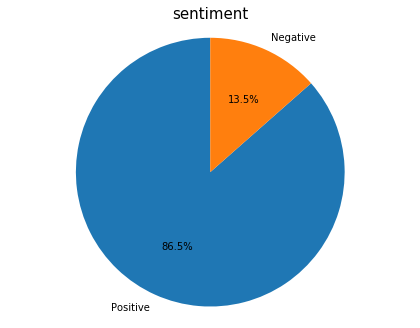 sentiment
Negative
13.5%
86.5%
Positive